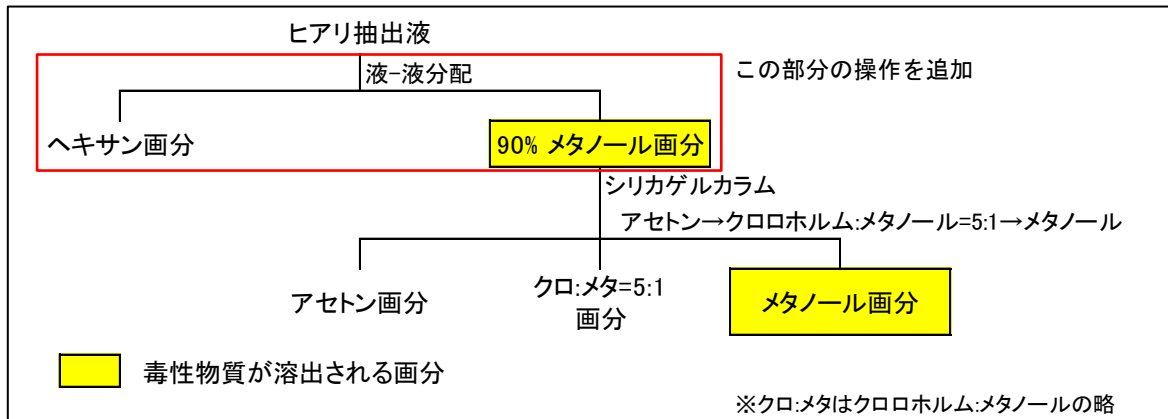 ヒアリ抽出液
液-液分配
この部分の操作を追加
ヘキサン画分
90% メタノール画分
シリカゲルカラム
アセトン→クロロホルム:メタノール=5:1→メタノール
アセトン画分
クロ:メタ=5:1
画分
メタノール画分
毒性物質が溶出される画分
※クロ:メタはクロロホルム:メタノールの略